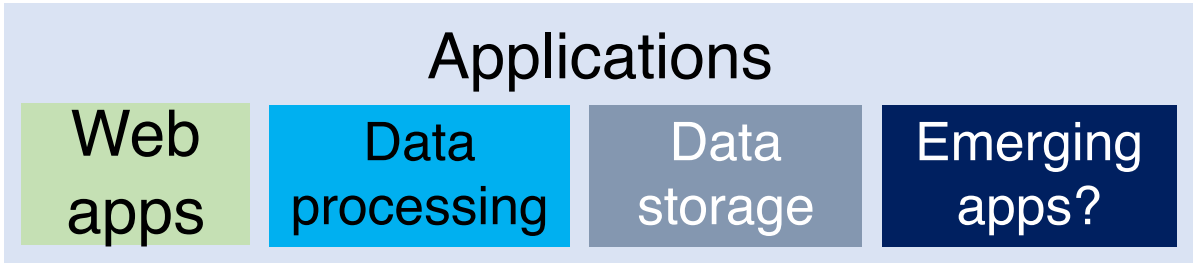 Applications
Web
apps
Data
processing
Data
storage
Emerging
apps?